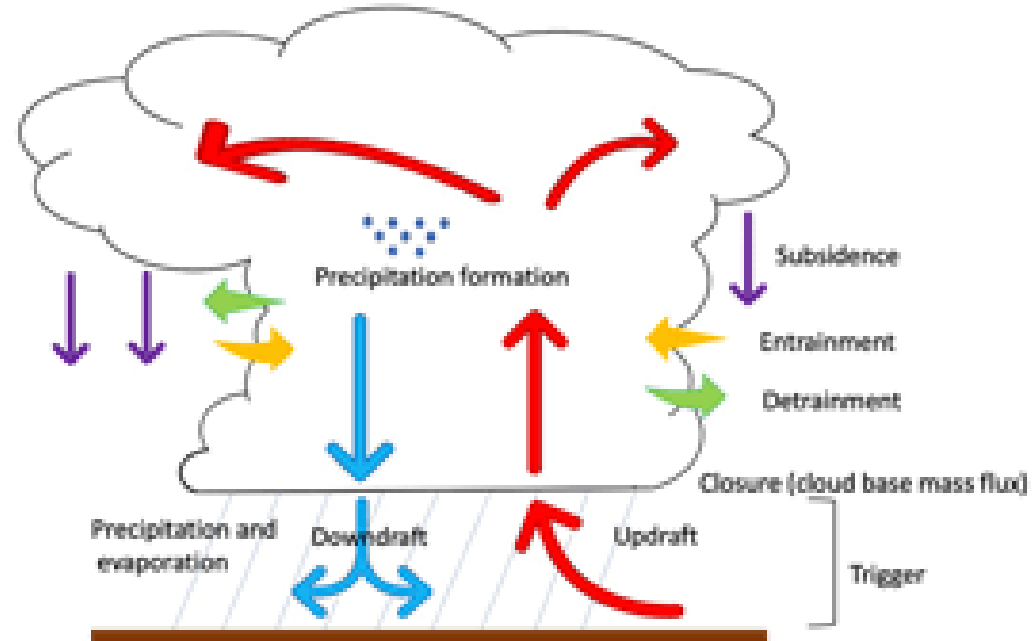 Precipitation formation
Subsidence
Entrainment
Detrainment
Closure (cloud base mass flux)
Precipitation and
evaporation
Downdraft
Updraft
Trigger